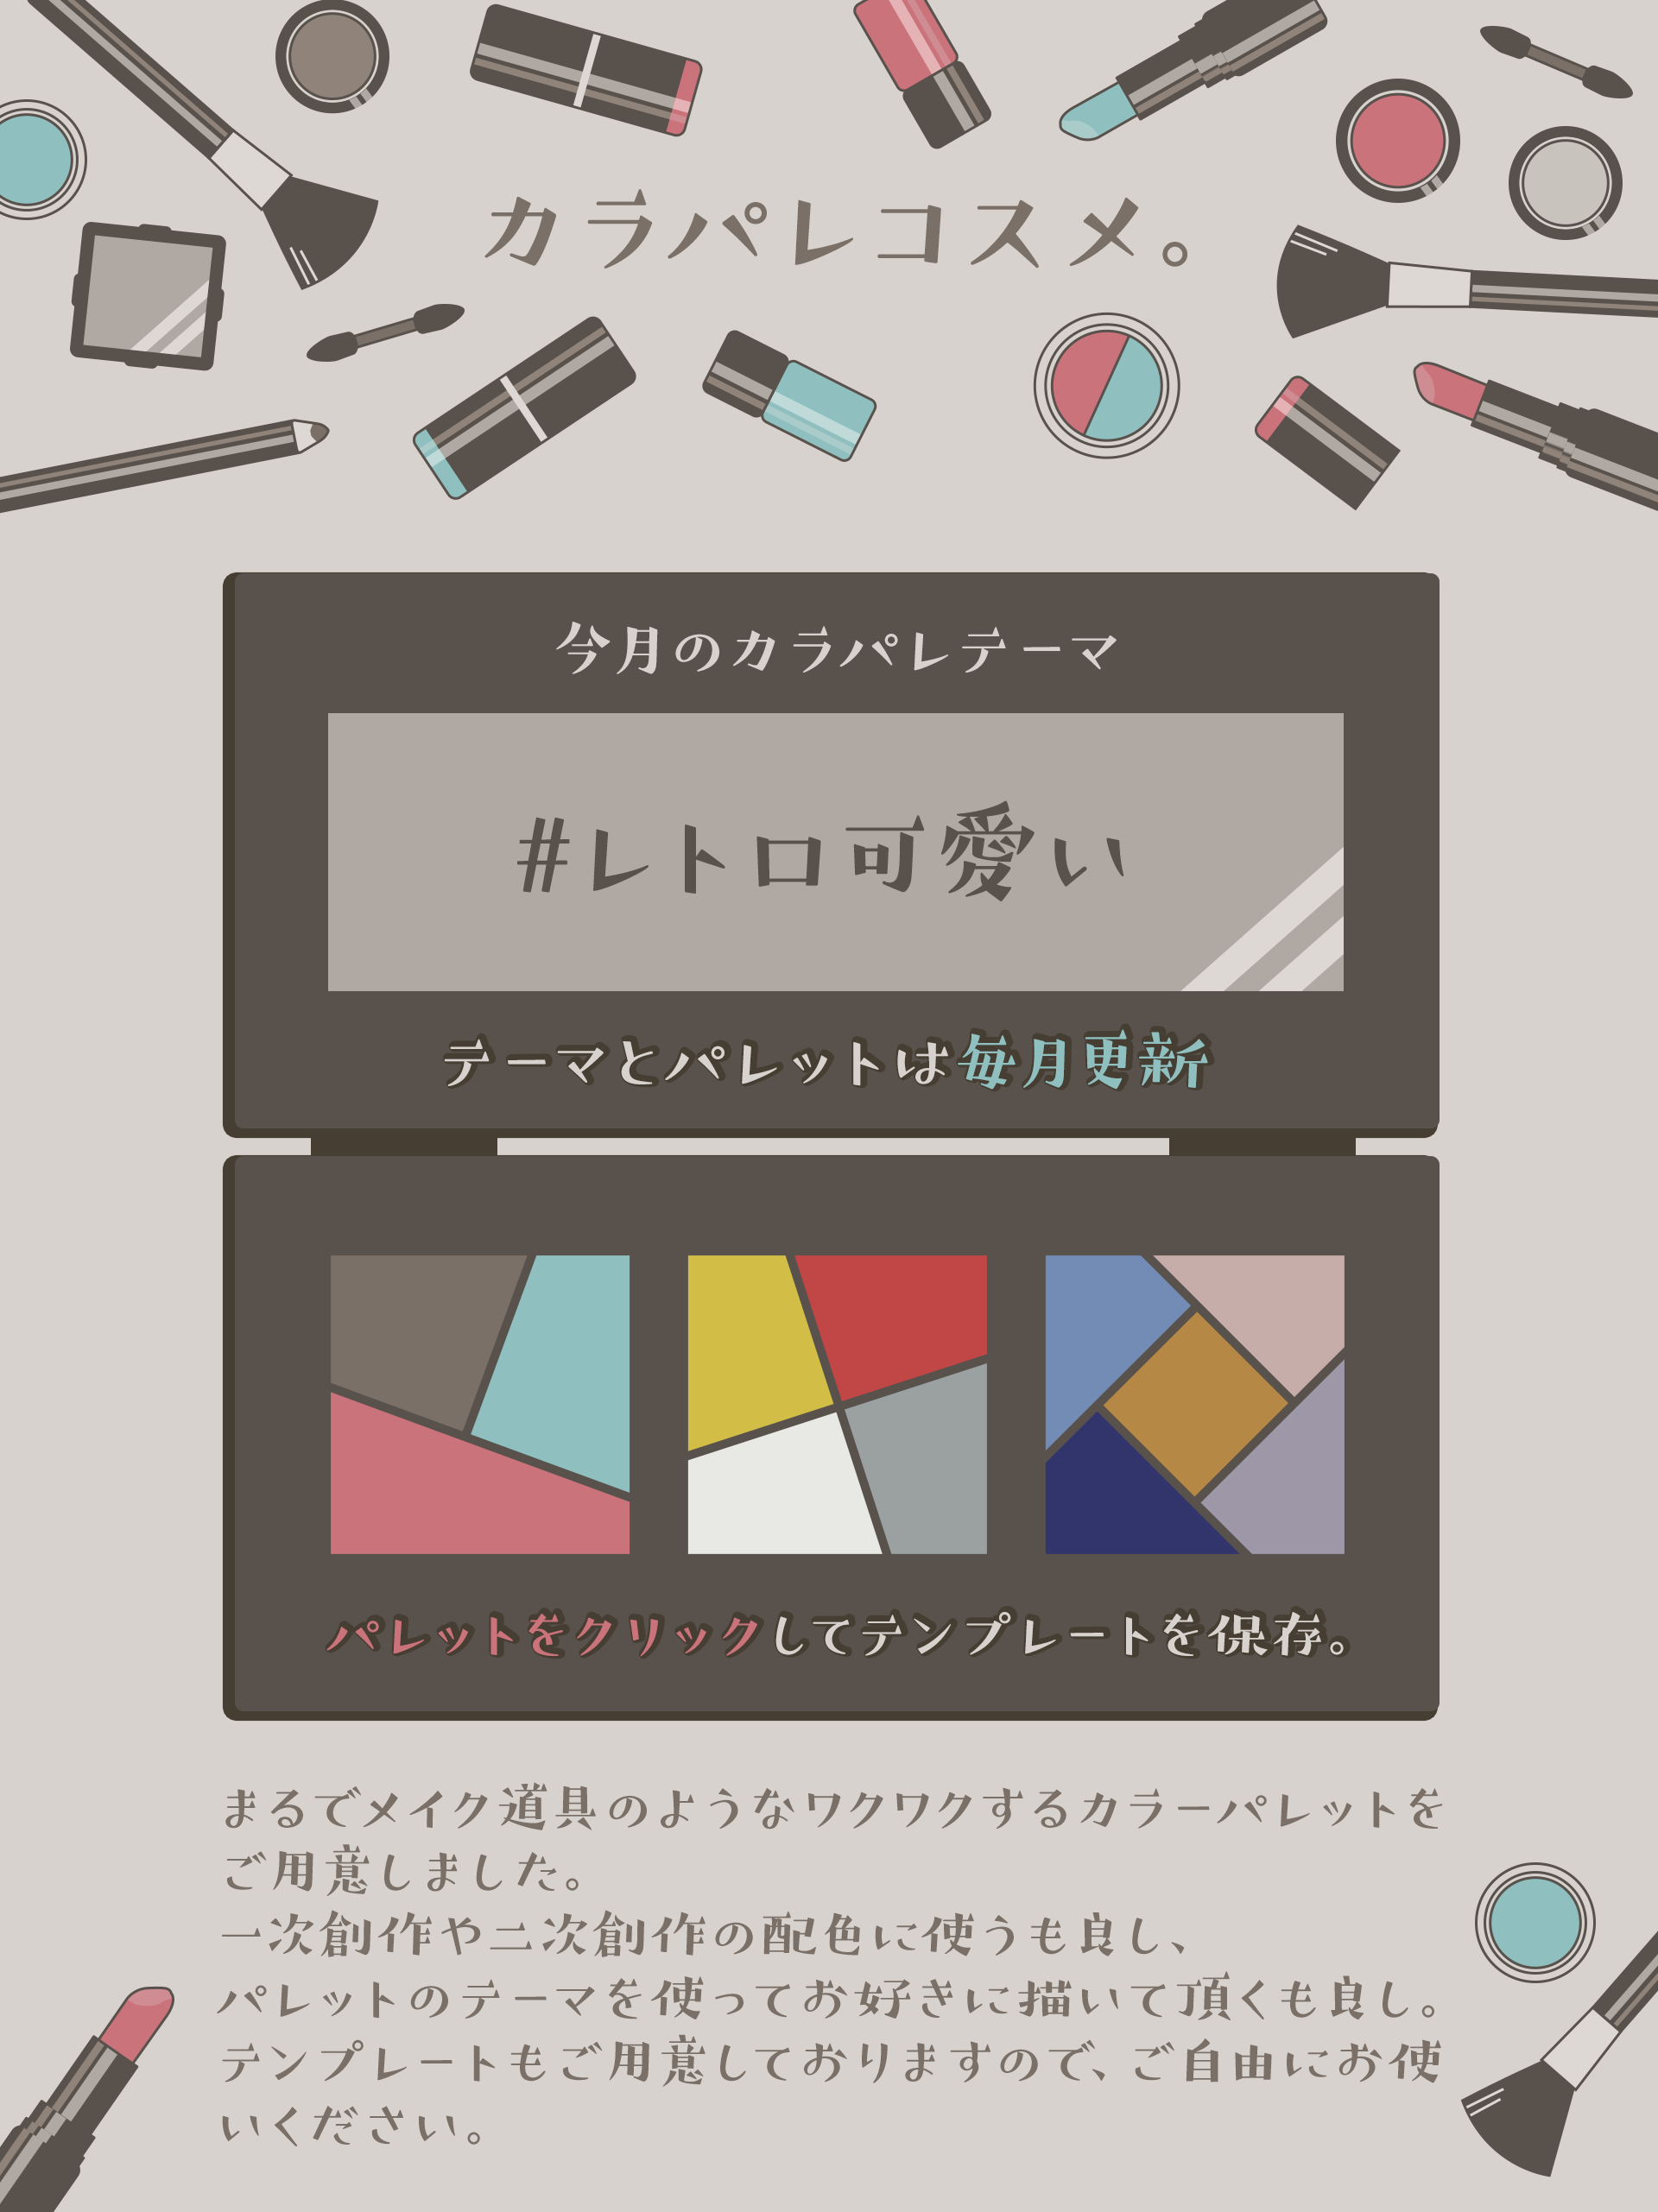 カラパレコスメ。
今月のカラパレテーマ
#レトロ可愛い
テーマとパレットは毎月更新
パレットをクリックしてテンプレートを保存。
まるでメイク道具のようなワクワクするカラーパレットを
ご用意しました。
一次創作や二次創作の配色に使うも良し、
パレットのテーマを使ってお好きに描いて頂くも良し。
テンプレートもご用意しておりますので、ご自由にお使
いください。